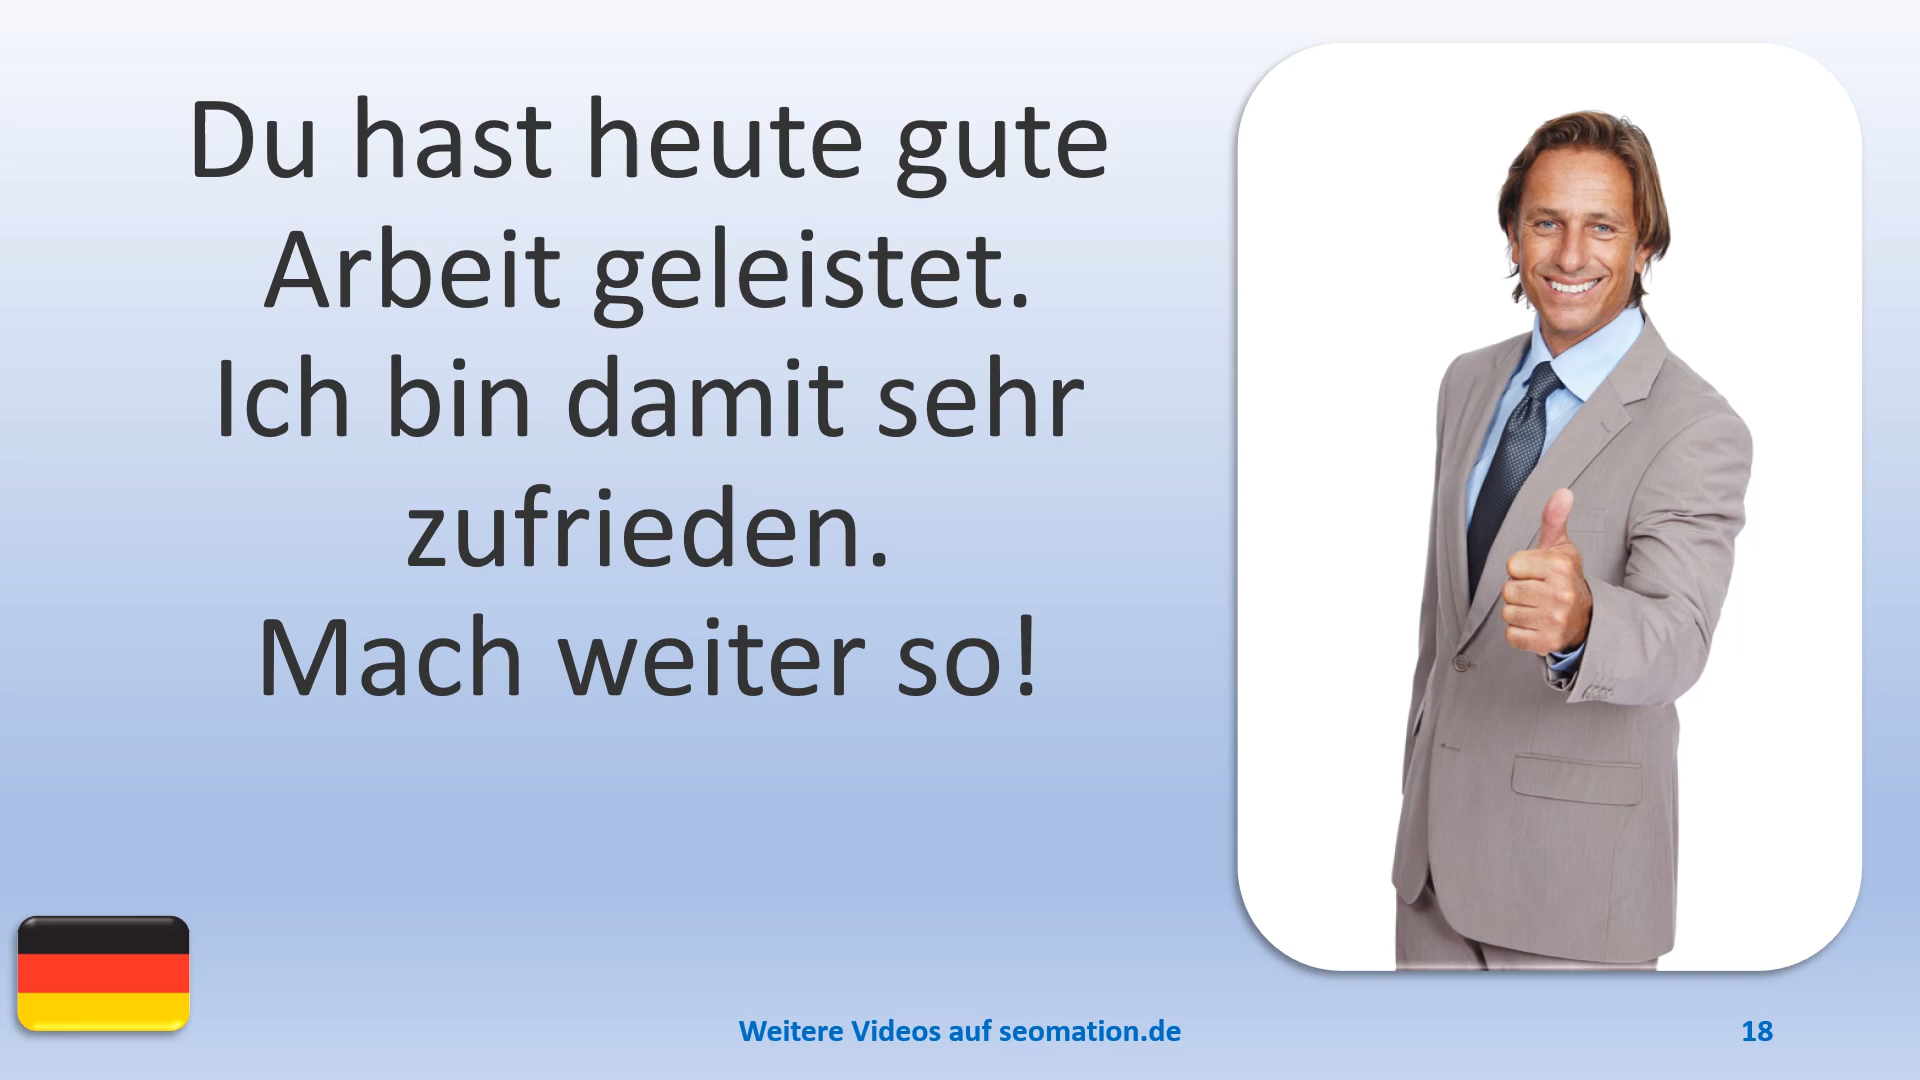 Du hast heute gute
Arbeit geleistet.
Ich bin damit sehr
zufrieden.
Mach weiter so!
Weitere Videos auf seomation.de
18